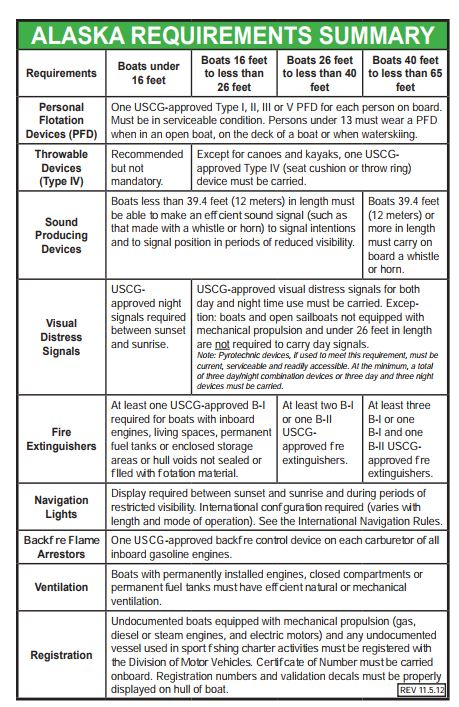 ALASKA REQUIREMENTS SUMMARY
Requirements
Boats under
16 feet
Boats 16 feet
to less than
26 feet
Boats 26 feet
to less than 40
feet
Boats 40 feet
to less than 65
feet
Personal
Flotation
Devices (PFD)
One USCG-approved Type I, II, III or V PFD for each person on board.
Must be in serviceable condition. Persons under 13 must wear a PFD
when in an open boat, on the deck of a boat or when waterskiing.
Throwable
Devices
(Type IV)
Recommended
but not
mandatory.
Except for canoes and kayaks, one USCG-
approved Type IV (seat cushion or throw ring)
device must be carried.
Sound
Producing
Devices
Boats less than 39.4 feet (12 meters) in length must
be able to make an efficient sound signal (such as
that made with a whistle or horn) to signal intentions
and to signal position in periods of reduced visibility.
Boats 39.4 feet
(12 meters) or
more in length
must carry on
board a whistle
or horn.
Visual
Distress
Signals
USCG-
approved night
signals required
between sunset
and sunrise.
USCG-approved visual distress signals for both
day and night time use must be carried. Excep-
tion: boats and open sailboats not equipped with
mechanical propulsion and under 26 feet in length
are not required to carry day signals.
Note: Pyrotechnic devices, if used to meet this requirement, must be
current, serviceable and readily accessible. At the minimum, a total
of three day/night combination devices or three day and three night
devices must be carried.
Fire
Extinguishers
At least one USCG-approved B-I
required for boats with inboard
engines, living spaces, permanent
fuel tanks or enclosed storage
areas or hull voids not sealed or
filled with flotation material.
At least two B-I
or one B-II
USCG-
approved fire
extinguishers.
At least three
B-I or one
B-I and one
B-II USCG-
approved fire
extinguishers.
Navigation
Lights
Display required between sunset and sunrise and during periods of
restricted visibility. International configuration required (varies with
length and mode of operation). See the International Navigation Rules.
Backfire Flame
Arrestors
One USCG-approved backfire control device on each carburetor of all
inboard gasoline engines.
Ventilation
Boats with permanently installed engines, closed compartments or
permanent fuel tanks must have efficient natural or mechanical
ventilation.
Registration
Undocumented boats equipped with mechanical propulsion (gas,
diesel or steam engines, and electric motors) and any undocumented
vessel used in sport fishing charter activities must be registered with
the Division of Motor Vehicles. Certificate of Number must be carried
onboard. Registration numbers and validation decals must be properly
displayed on hull of boat.
REV 11.5.12